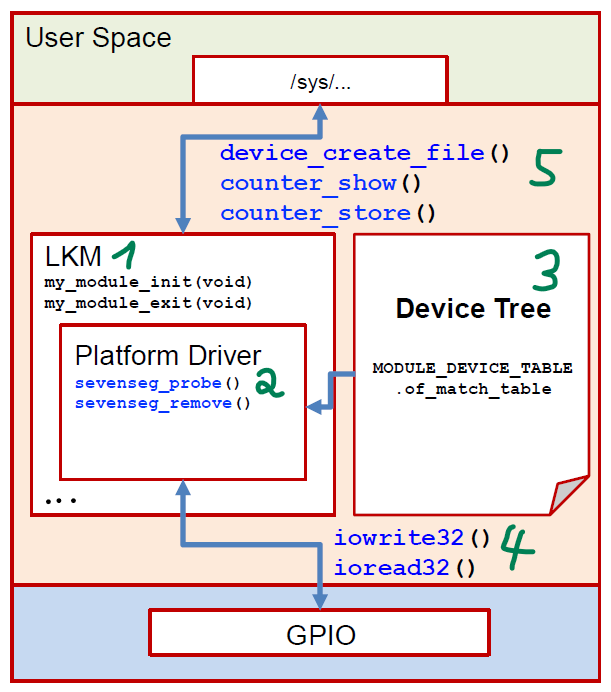 User Space
/sys/...
device_create_file()
counter_show()
counter_store()
5
LKM 1
my_module_init(void)
my_module_exit(void)
Platform Driver
sevenseg_probe()
sevenseg_remove()
2
...
3
Device Tree
MODULE_DEVICE_TABLE
.of_match_table
iowrite32()
ioread32()
4
GPIO